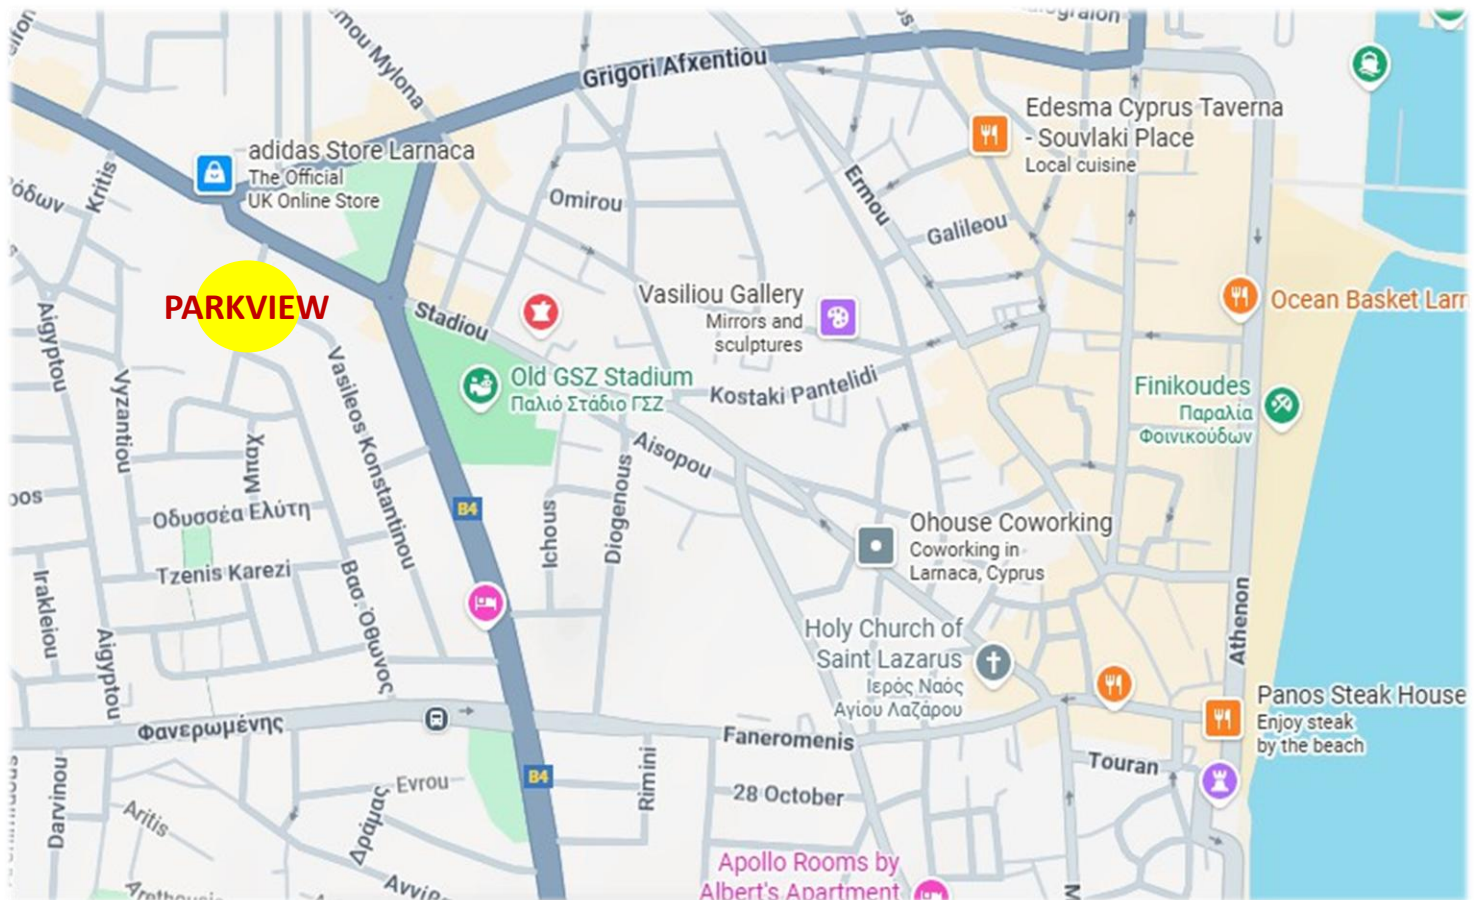 Grigori Afxentiou
Edesma Cyprus Taverna
- Souvlaki Place
Local cuisine
adidas Store Larnaca
The Official
UK Online Store
Kritis
Omirou
Ermou
Galileou
PARKVIEW
Stadiou
Vasiliou Gallery
Mirrors and
sculptures
Ocean Basket Larr
Aigyptou
Vyzantiou
Vasileos Konstantinou
Old GSZ Stadium
Παλιό Στάδιο ΓΣΖ
Kostaki Pantelidi
Finikoudes
Παραλία
Φοινικούδων
Aisopou
Μπαχ
Οδυσσέα Ελύτη
B4
Ichous
Diogenous
Ohouse Coworking
Coworking in
Larnaca, Cyprus
Tzenis Karezi
Irakleiou
Aigyptou
Βασ. Όθωνος
Athenon
Holy Church of
Saint Lazarus
Ιερός Ναός
Αγίου Λαζάρου
Panos Steak House
Enjoy steak
by the beach
Φανερωμένης
Faneromenis
Touran
B4
Evrou
Rimini
28 October
Darvinou
Aritis
Δράμας
Apollo Rooms by
Albert's Apartment